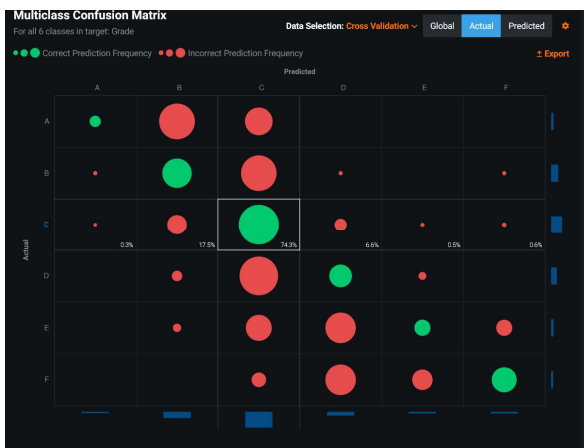 Multiclass Confusion Matrix
For all 6 classes in target: Grade
Data Selection: Cross Validation
Global
Actual
Predicted
Correct Prediction Frequency
Incorrect Prediction Frequency
Export
Predicted
A B C D E F
A
B
C
0.3% 17.5% 74.3% 6.6% 0.5% 0.6%
Actual
D
E
F